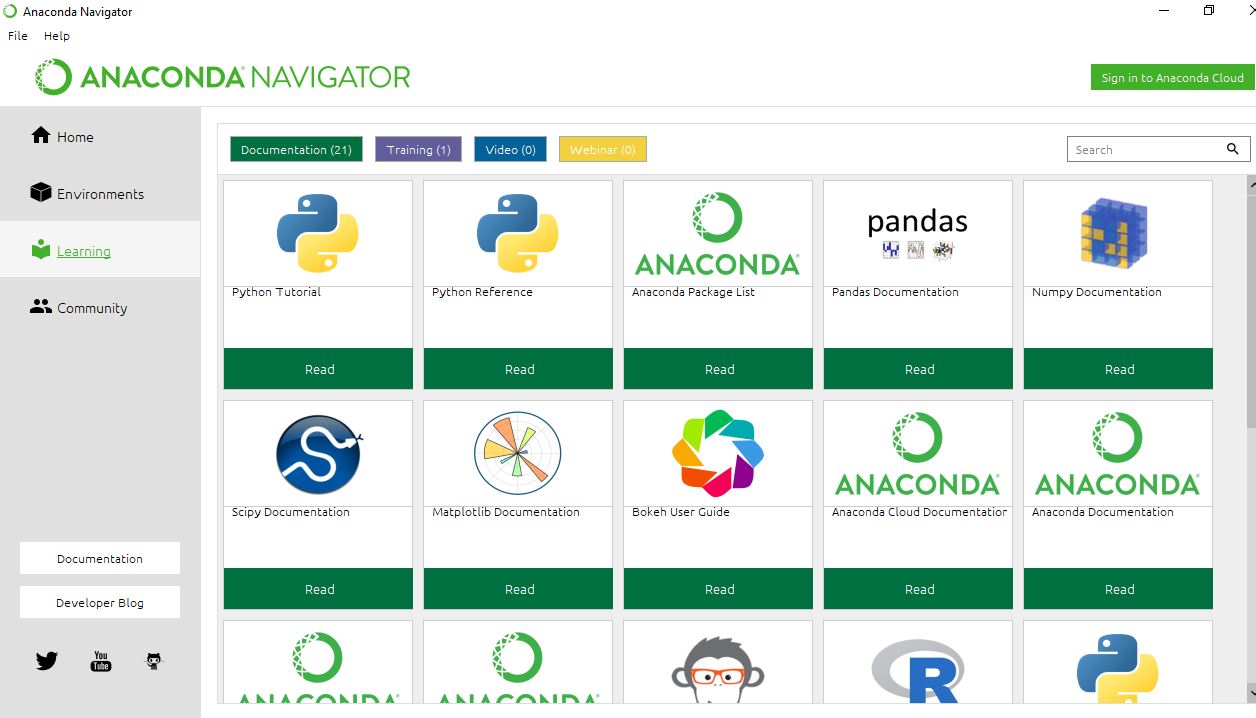 Anaconda Navigator
File Help
ANACONDA NAVIGATOR
Sign in to Anaconda Cloud
Home
Environments
Learning
Community
Documentation
Developer Blog
You Tube
Documentation (21) Training (1) Video (0) Webinar (0) Search
ANACONDA pandas
Python Tutorial Python Reference Anaconda Package List Pandas Documentation Numpy Documentation
Read Read Read Read Read
ANACONDA ANACONDA
Scipy Documentation Matplotlib Documentation Bokeh User Guide Anaconda Cloud Documentation Anaconda Documentation
Read Read Read Read Read
ANACONDA ANACONDA R